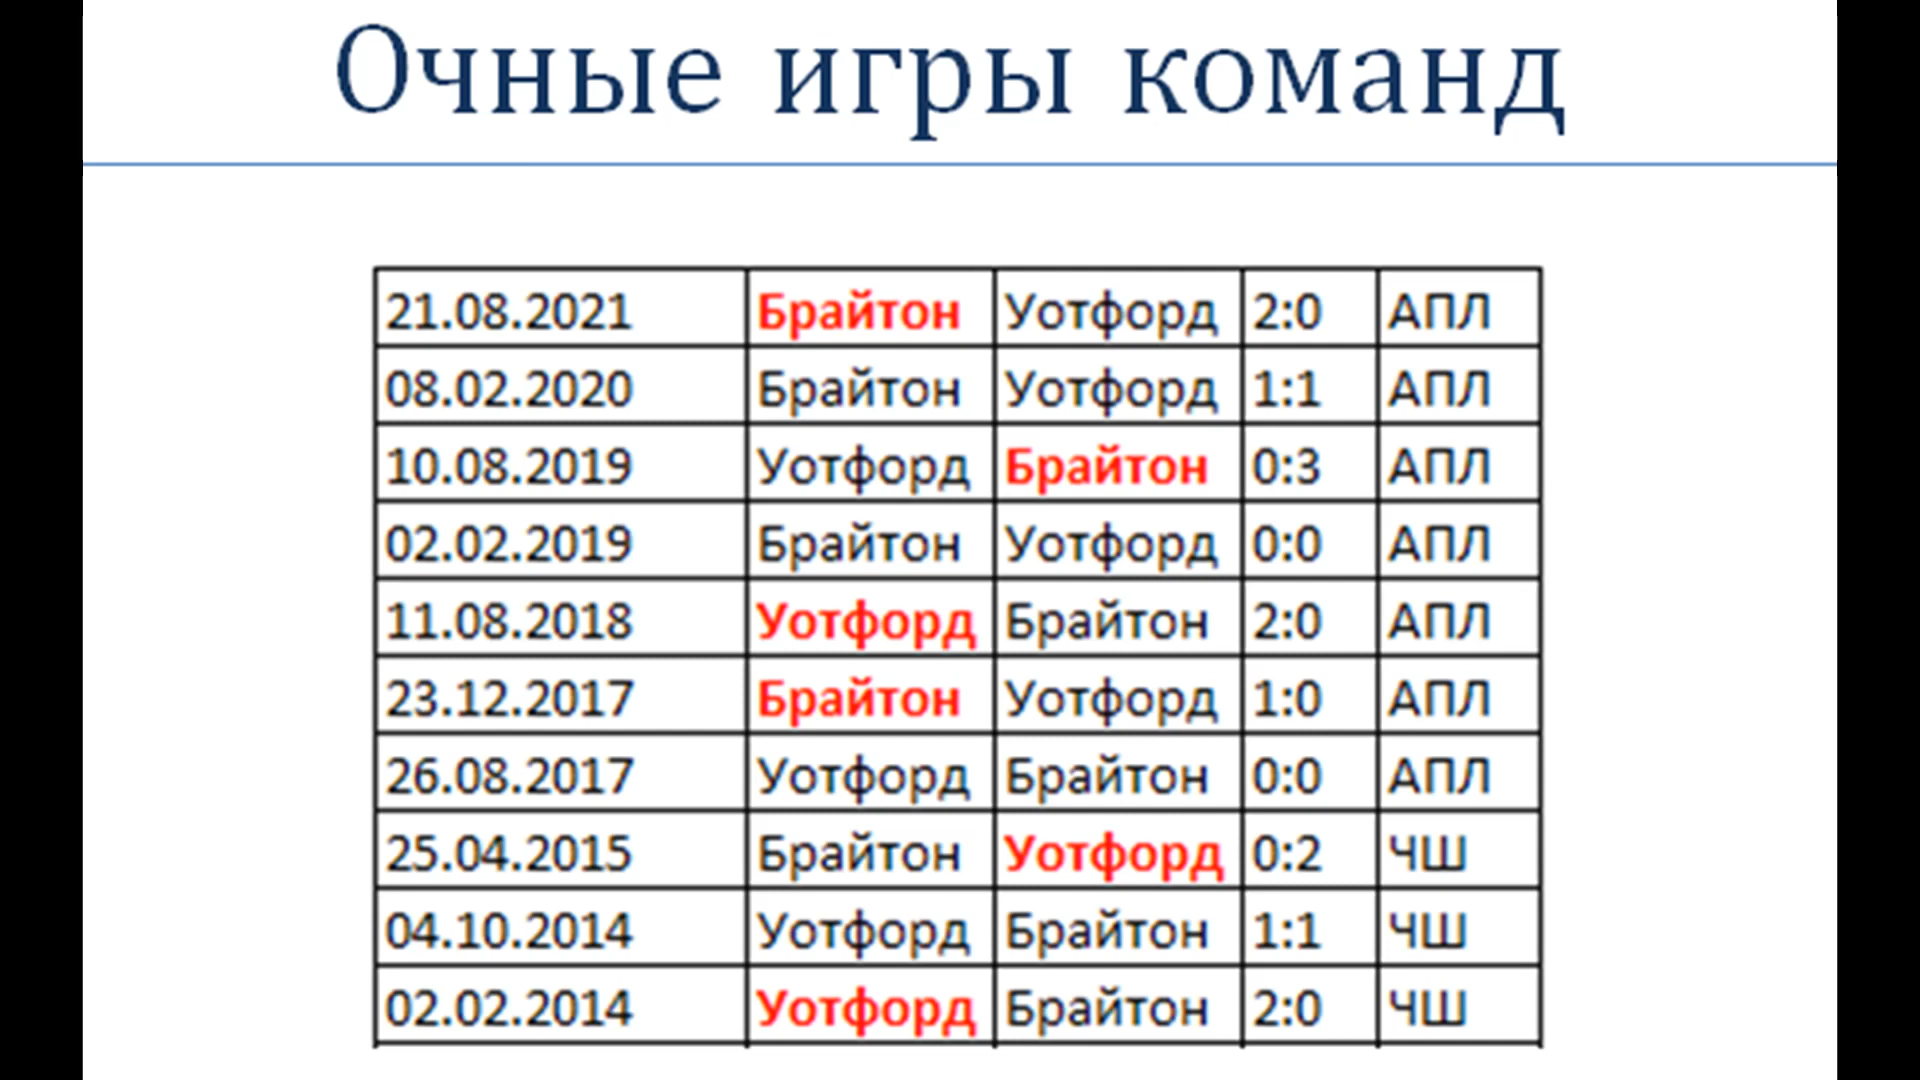 Очные игры команд
21.08.2021 Брайтон Уотфорд 2:0 АПЛ
08.02.2020 Брайтон Уотфорд 1:1 АПЛ
10.08.2019 Уотфорд Брайтон 0:3 АПЛ
02.02.2019 Брайтон Уотфорд 0:0 АПЛ
11.08.2018 Уотфорд Брайтон 2:0 АПЛ
23.12.2017 Брайтон Уотфорд 1:0 АПЛ
26.08.2017 Уотфорд Брайтон 0:0 АПЛ
25.04.2015 Брайтон Уотфорд 0:2 ЧШ
04.10.2014 Уотфорд Брайтон 1:1 ЧШ
02.02.2014 Уотфорд Брайтон 2:0 ЧШ